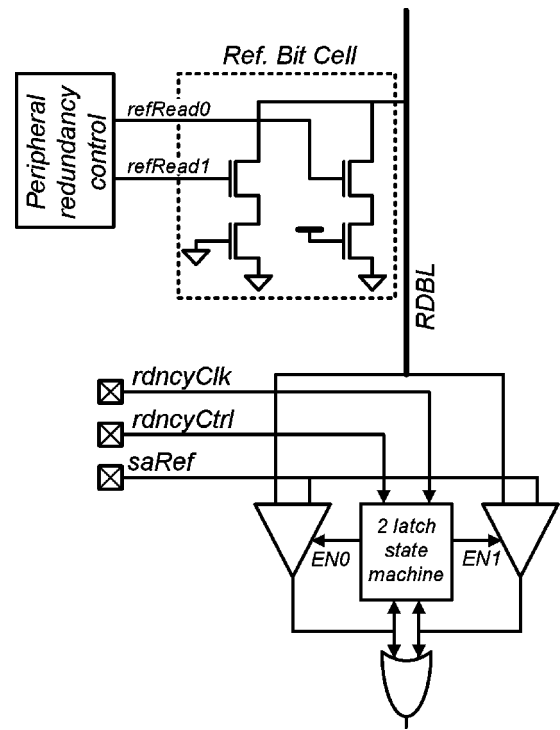 Ref. Bit Cell
Peripheral
redundancy
control
refRead0
refRead1
RDBL
rdncyClk
rdncyCtrl
saRef
2 latch
state
machine
EN0
EN1